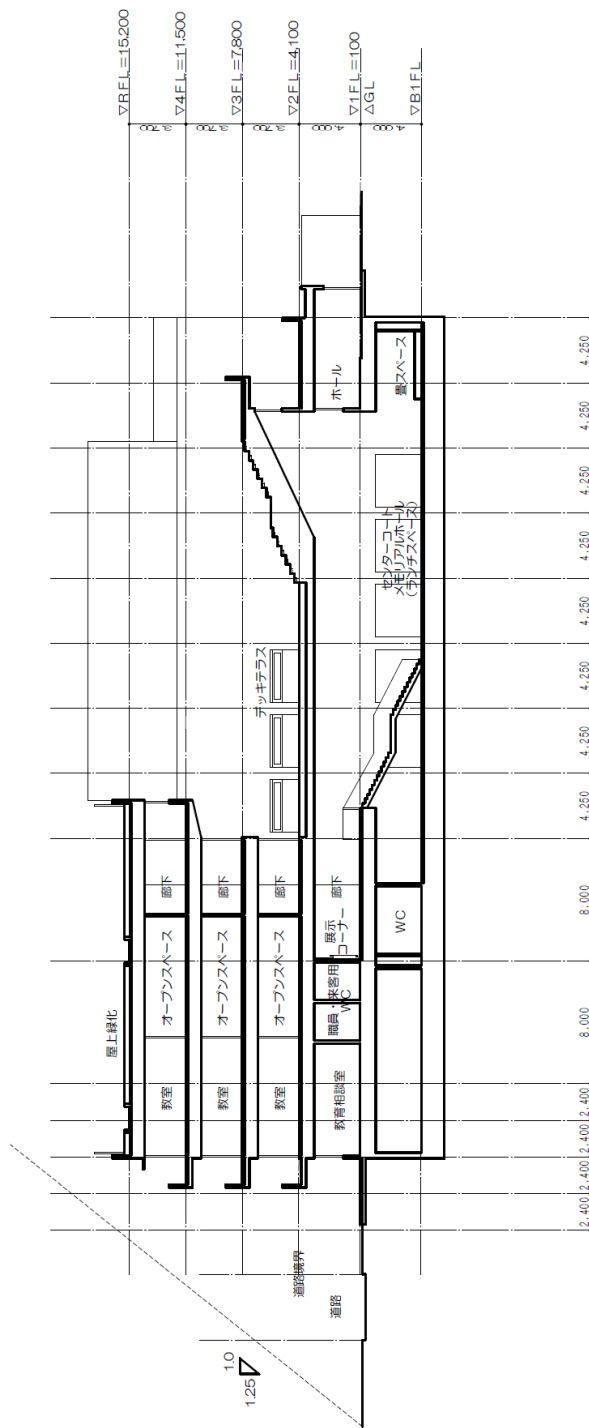 ▽RFL=15,200
▽4FL=11,500
▽3FL=7,800
▽2FL=4,100
▽1FL=100
△GL
▽B1FL
屋上緑化
教室
オープンスペース
廊下
教室
オープンスペース
廊下
教室
オープンスペース
廊下
デッキテラス
教育相談室
職員・来客用
WC
展示
コーナー
廊下
ホール
WC
センターコート
メモリアルホール
(ランチスペース)
畳スペース
道路境界
道路
1.0
1.25
2.400
2.400
2.400
2.400
8.000
8.000
4.250
4.250
4.250
4.250
4.250
4.250
4.250
4.250